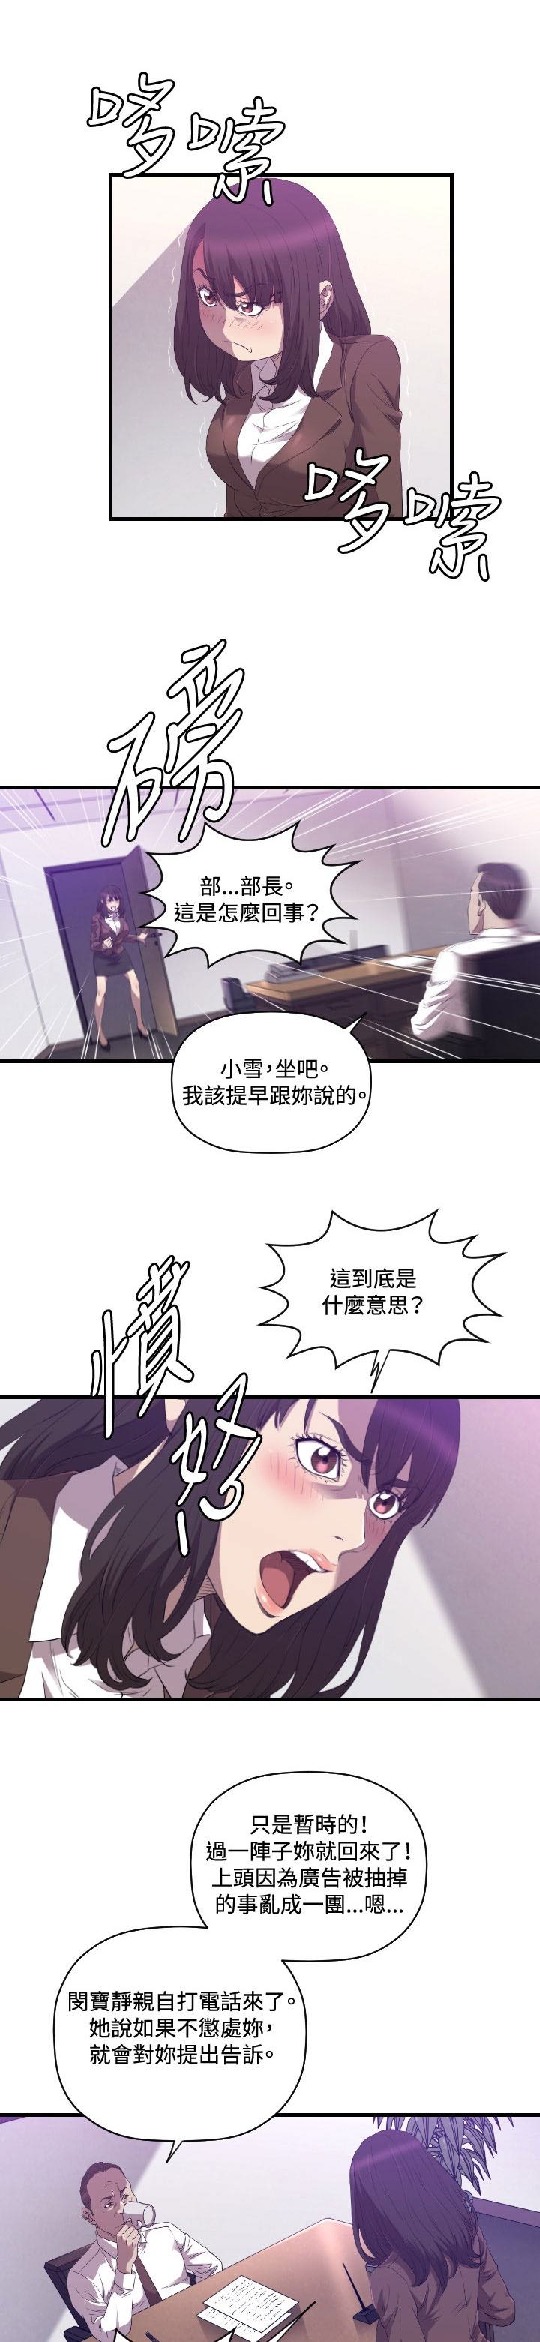 哆嗦
哆嗦
磅
部...部長。
這是怎麼回事?
小雪，坐吧。
我該提早跟妳說的。
這到底是
什麼意思?
憤怒
只是暫時的!
過一陣子妳就回來了!
上頭因為廣告被抽掉
的事亂成一團...嗯...
閔寶靜親自打電話來了。
她說如果不懲處妳，
就會對妳提出告訴。